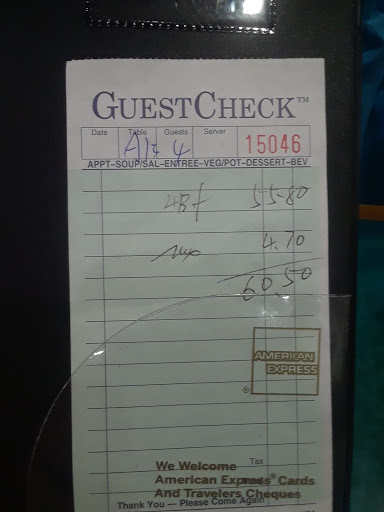 GUESTCHECK™
Date Table Guests Server
4 15046
APPT-SOUP/SAL-ENTREE-VEG/POT-DESSERT-BEV
4Bf 55.80
4.70
60.50
AMERICAN
EXPRESS
®
Tax
We Welcome
American Express® Cards
And Travelers Cheques
Thank You — Please Come Again